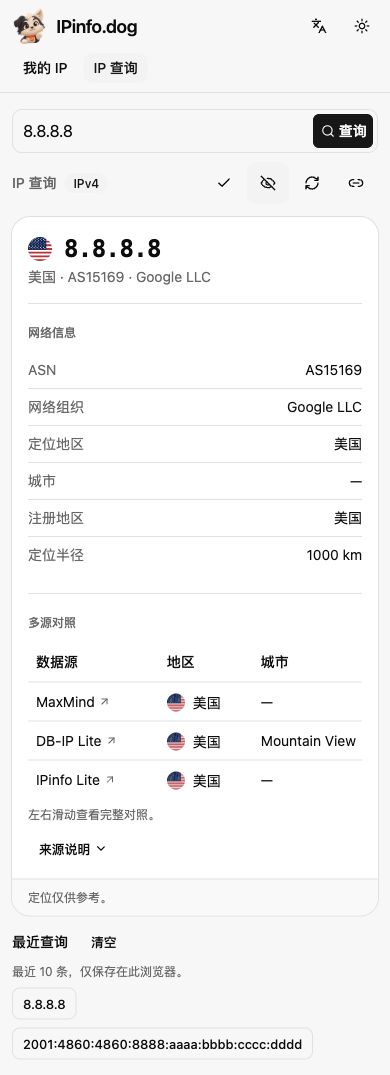 IPinfo.dog
我的 IP IP 查询
8.8.8.8 查询
IP 查询 IPv4
8.8.8.8
美国 · AS15169 · Google LLC
网络信息
ASN AS15169
网络组织 Google LLC
定位地区 美国
城市 —
注册地区 美国
定位半径 1000 km
多源对照
数据源 地区 城市
MaxMind ↗ 美国 —
DB-IP Lite ↗ 美国 Mountain View
IPinfo Lite ↗ 美国 —
左右滑动查看完整对照。
来源说明
定位仅供参考。
最近查询 清空
最近 10 条，仅保存在此浏览器。
8.8.8.8
2001:4860:4860:8888:aaaa:bbbb:cccc:dddd